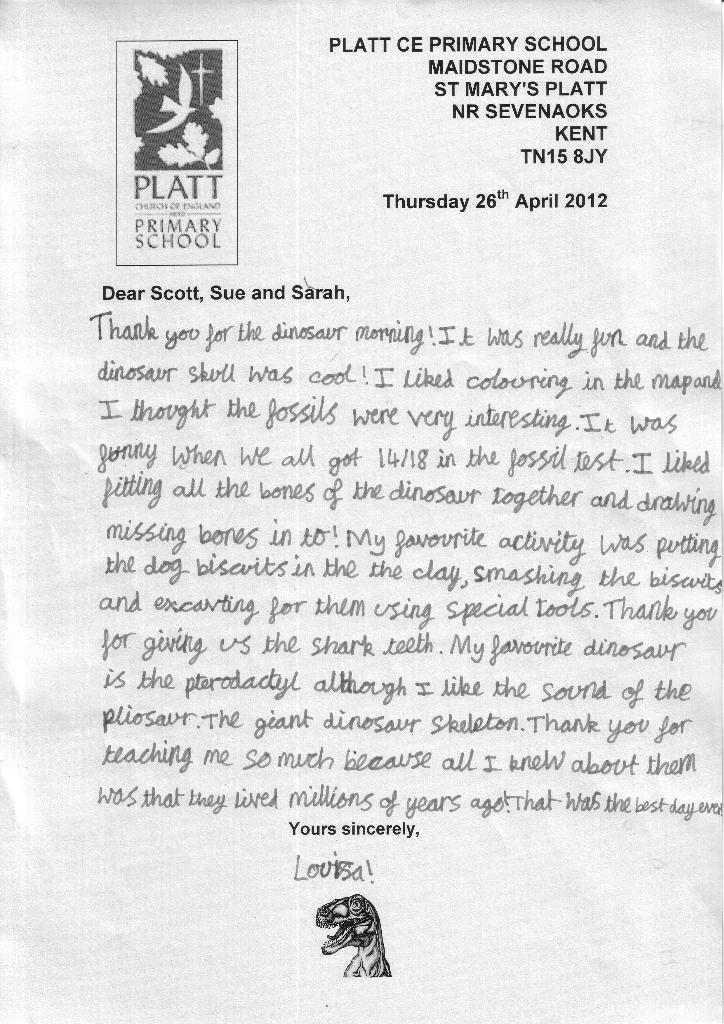 PLATT
CHURCH OF ENGLAND
PRIMARY
SCHOOL
PLATT CE PRIMARY SCHOOL
MAIDSTONE ROAD
ST MARY'S PLATT
NR SEVENAOKS
KENT
TN15 8JY
Thursday 26th April 2012
Dear Scott, Sue and Sarah,
Thank you for the dinosaur morning! It was really fun and the
dinosaur skull was cool! I liked colouring in the map and
I thought the fossils were very interesting. It was
funny when we all got 14/18 in the fossil test. I liked
fitting all the bones of the dinosaur together and drawing
missing bones in to! My favourite activity was putting
the dog biscuits in the the clay, smashing the biscuits
and excavting for them using special tools. Thank you
for giving us the shark teeth. My favourite dinosaur
is the pterodactyl although I like the sound of the
pliosaur. The giant dinosaur skeleton. Thank you for
teaching me so much because all I knew about them
was that they lived millions of years ago! That was the best day ever
Yours sincerely,
Louisa!